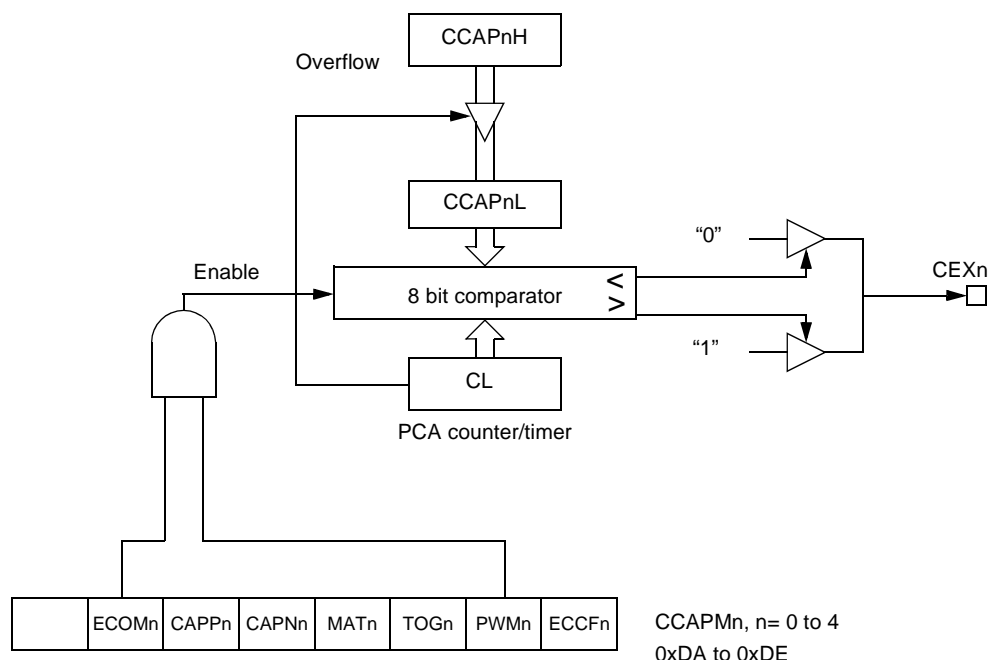 CCAPnH
Overflow
CCAPnL
“0”
Enable
8 bit comparator
<
>
CEXn
“1”
CL
PCA counter/timer
ECOMn CAPPn CAPNn MATn TOGn PWMn ECCFn
CCAPMn, n= 0 to 4
0xDA to 0xDE